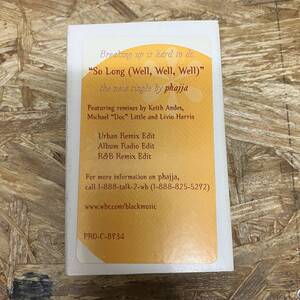 Breaking up is hard to do
"So Long (Well, Well, Well)"
the new single by phajja
Featuring remixes by Keith Andes,
Michael "Doc" Little and Livio Harris
Urban Remix Edit
Album Radio Edit
R&B Remix Edit
For more information on phajja,
call 1-888-talk-2-wb (1-888-825-5292)
www.wbr.com/blackmusic
PRO-C-8934